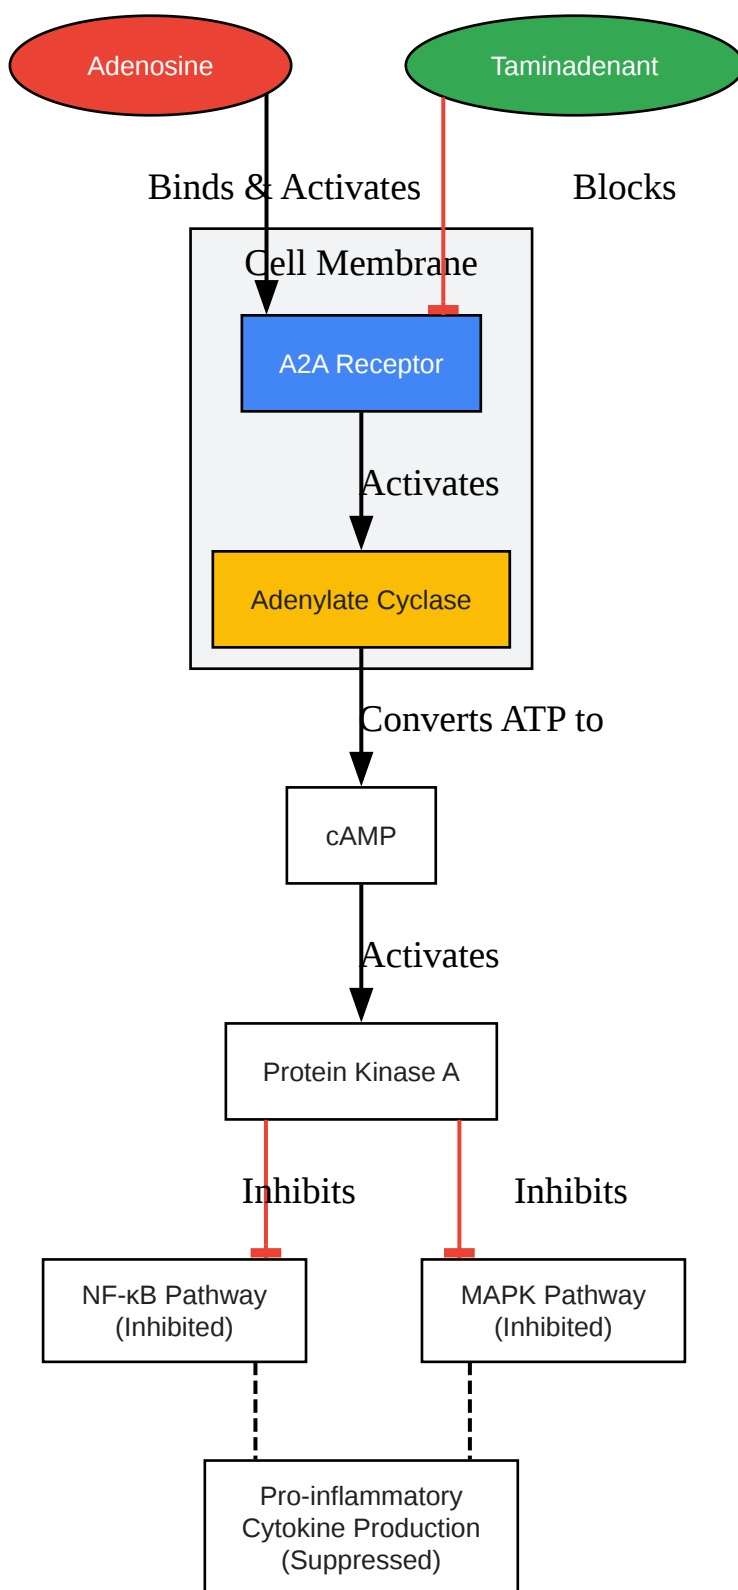 Adenosine
Taminadenant
Binds & Activates
Blocks
Cell Membrane
A2A Receptor
Activates
Adenylate Cyclase
Converts ATP to
cAMP
Activates
Protein Kinase A
Inhibits
Inhibits
NF-κB Pathway
(Inhibited)
MAPK Pathway
(Inhibited)
Pro-inflammatory
Cytokine Production
(Suppressed)